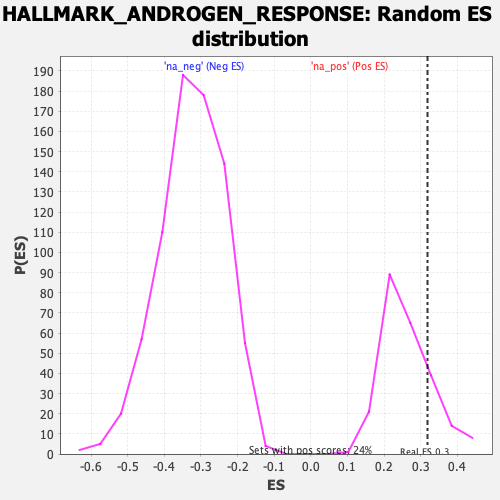 HALLMARK_ANDROGEN_RESPONSE: Random ES
distribution
'na_neg' (Neg ES)
'na_pos' (Pos ES)
190
180
170
160
150
140
130
120
110
100
90
80
70
60
50
40
30
20
10
0
P(ES)
Sets with pos scores: 24%
Real ES 0.3
-0.6 -0.5 -0.4 -0.3 -0.2 -0.1 0.0 0.1 0.2 0.3 0.4
ES